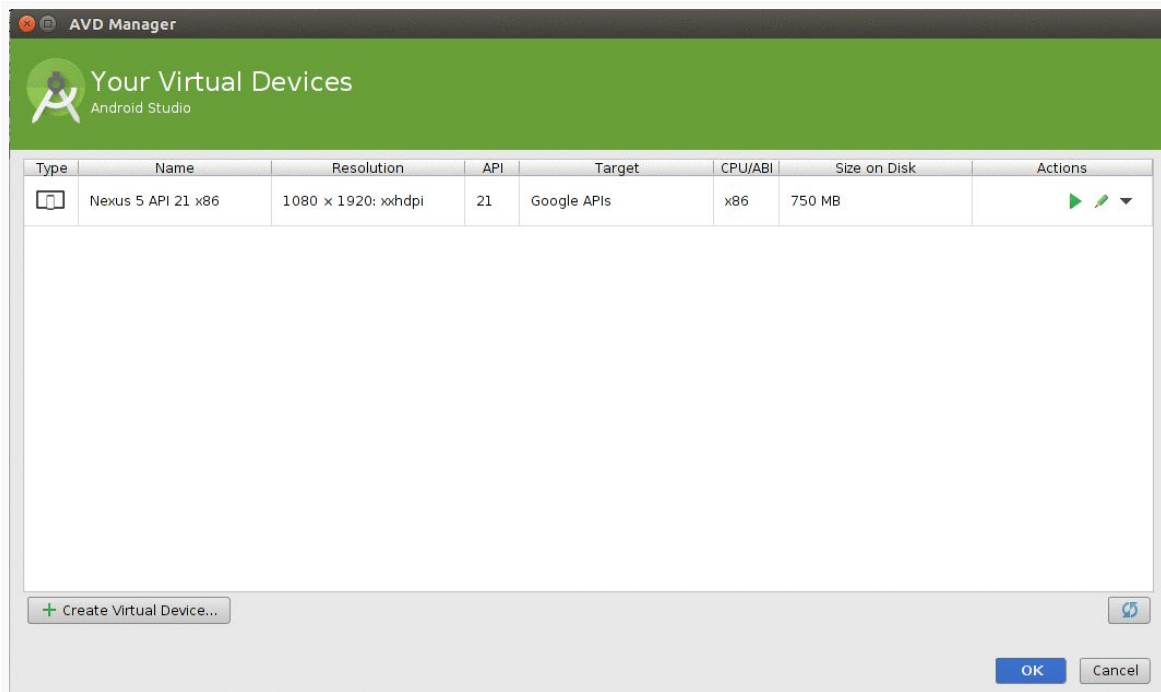 AVD Manager
Your Virtual Devices
Android Studio
Type Name Resolution API Target CPU/ABI Size on Disk Actions
Nexus 5 API 21 x86 1080 × 1920: xxhdpi 21 Google APIs x86 750 MB
Create Virtual Device...
OK Cancel